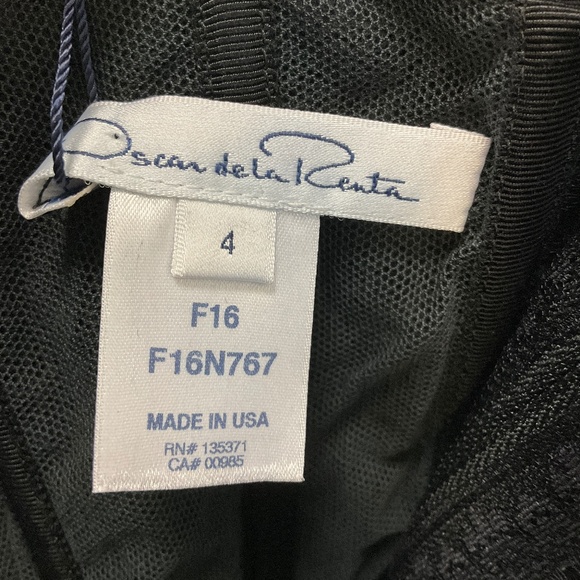 Oscar de la Renta
4
F16
F16N767
MADE IN USA
RN# 135371
CA# 00985